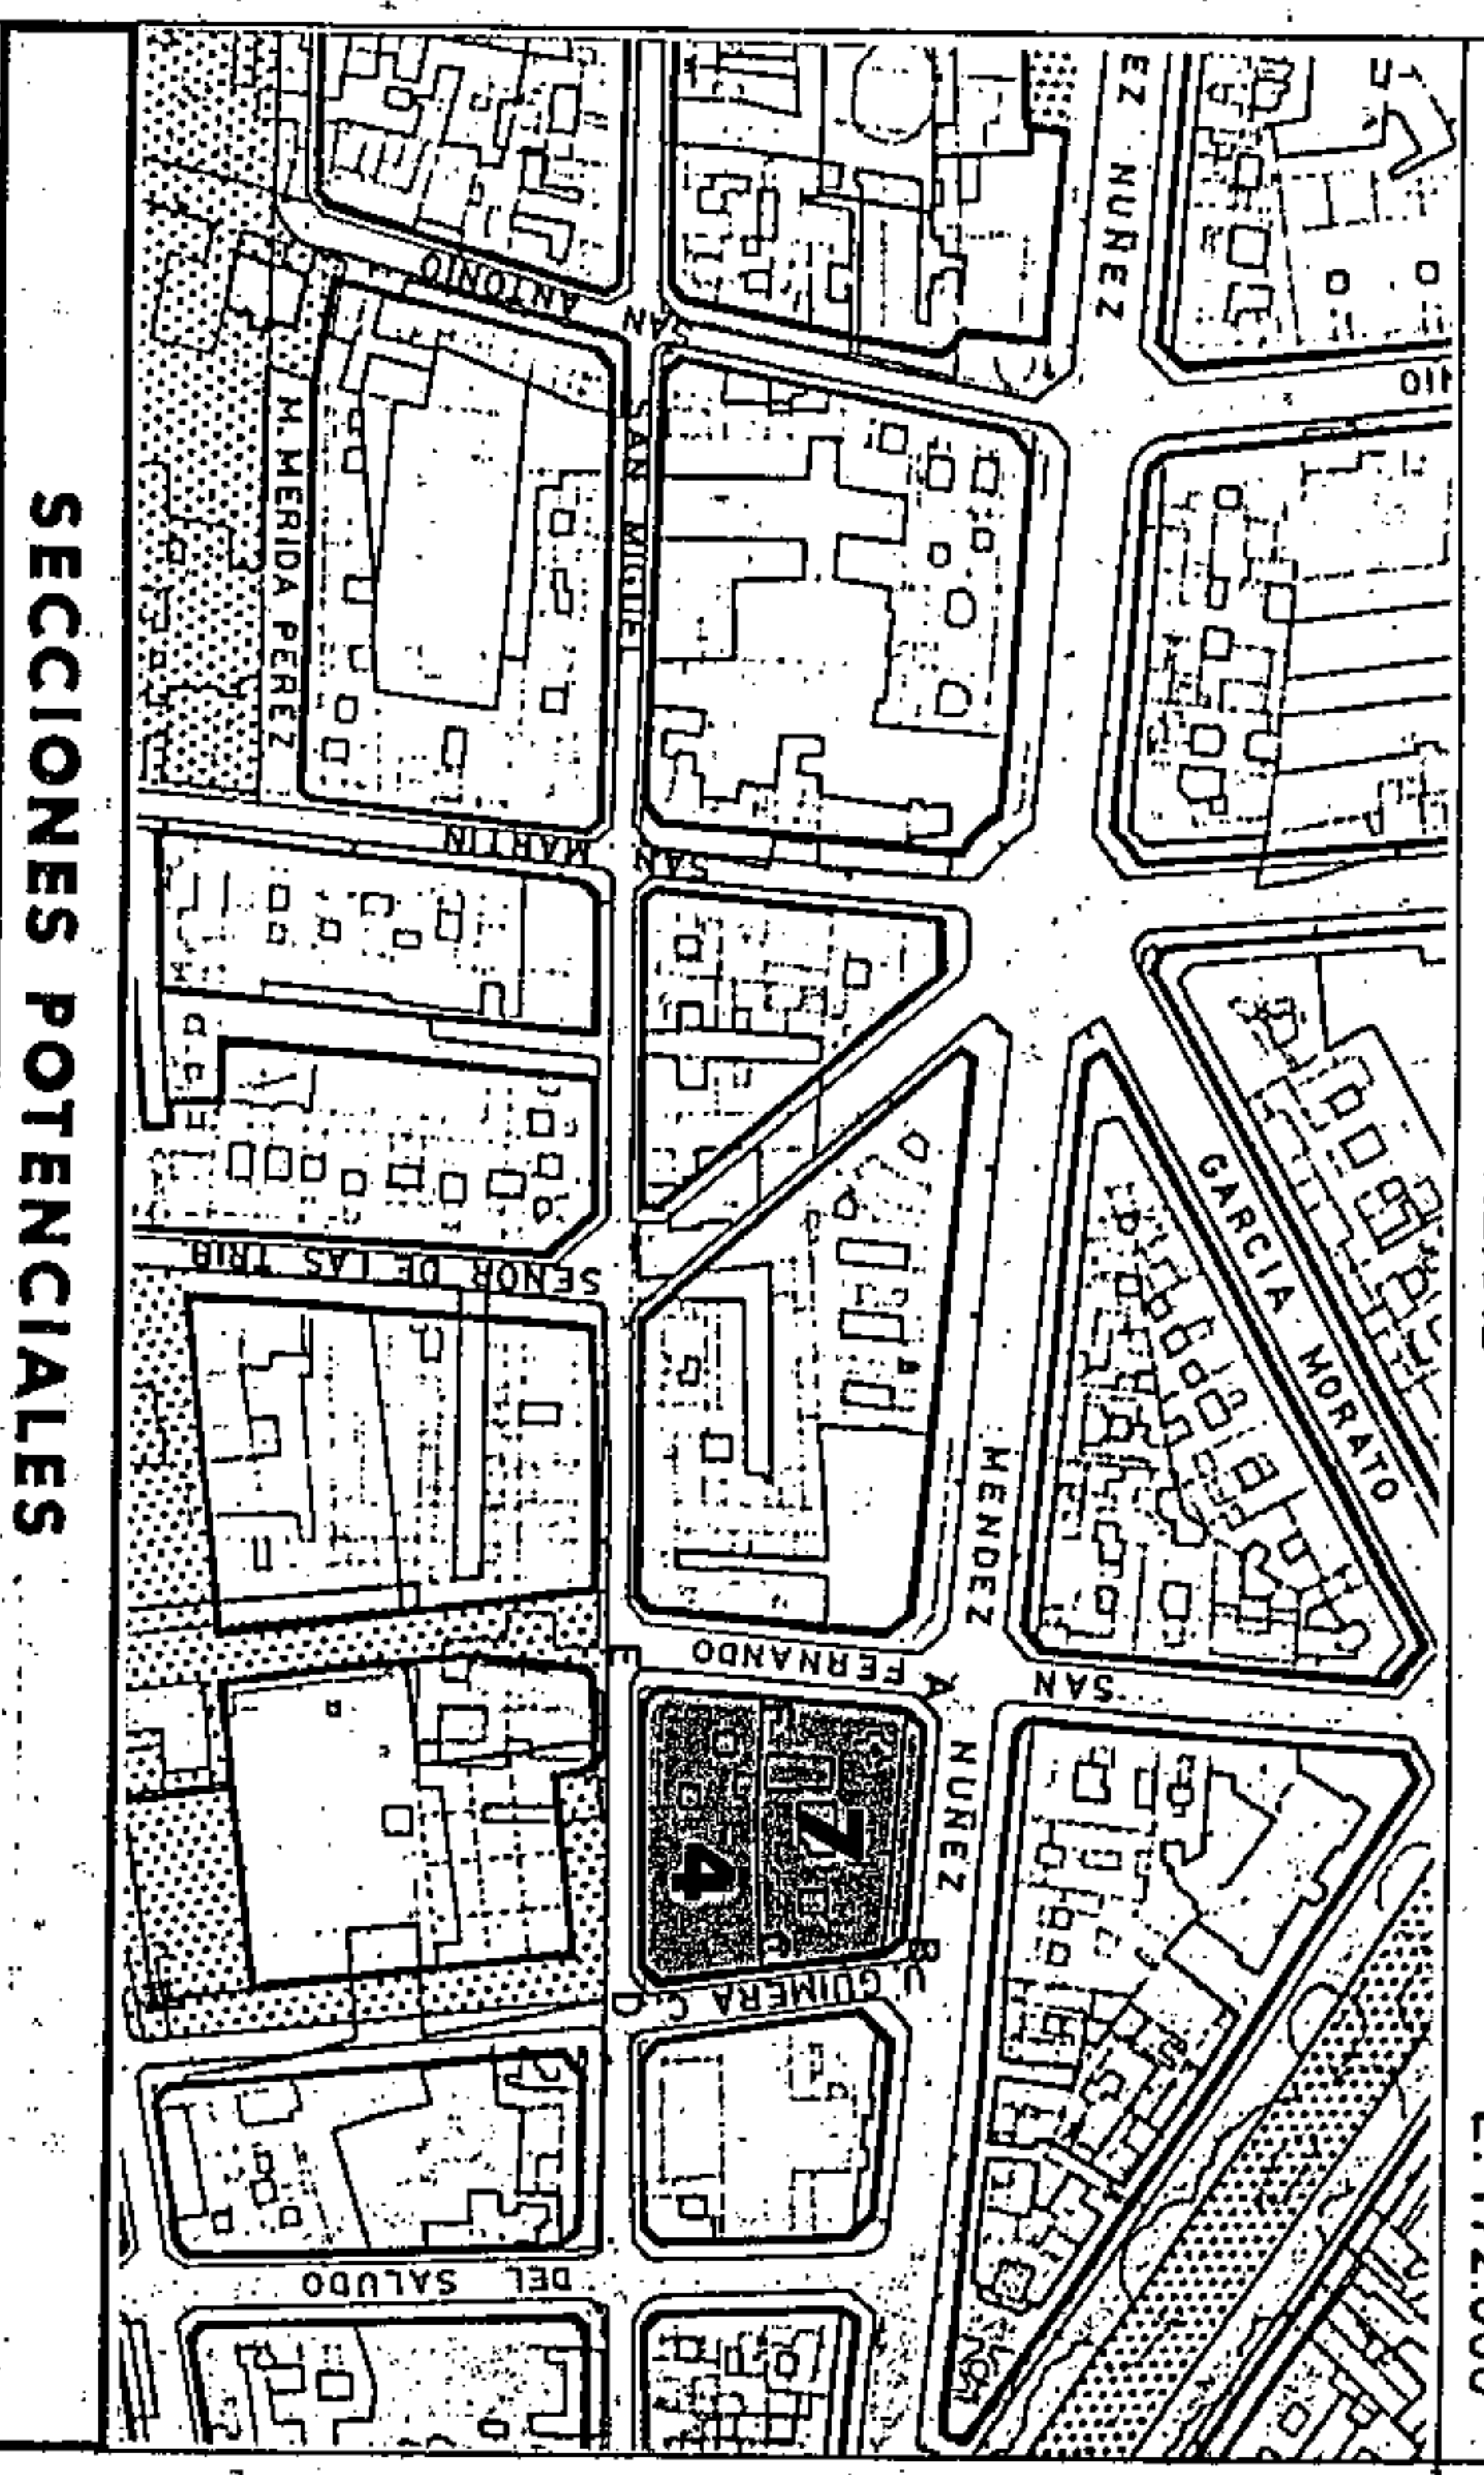 EZ NUÑEZ
SAN ANTONIO
SAN MIGUEL
M. MERIDA PEREZ
SAN MARTIN
GARCIA MORATO
SEÑOR DE LAS TRIB
MENDEZ NUÑEZ
SAN FERNANDO
A
E
7
4
B
C
D
GUIMERA
DEL SALUDO
SECCIONES POTENCIALES